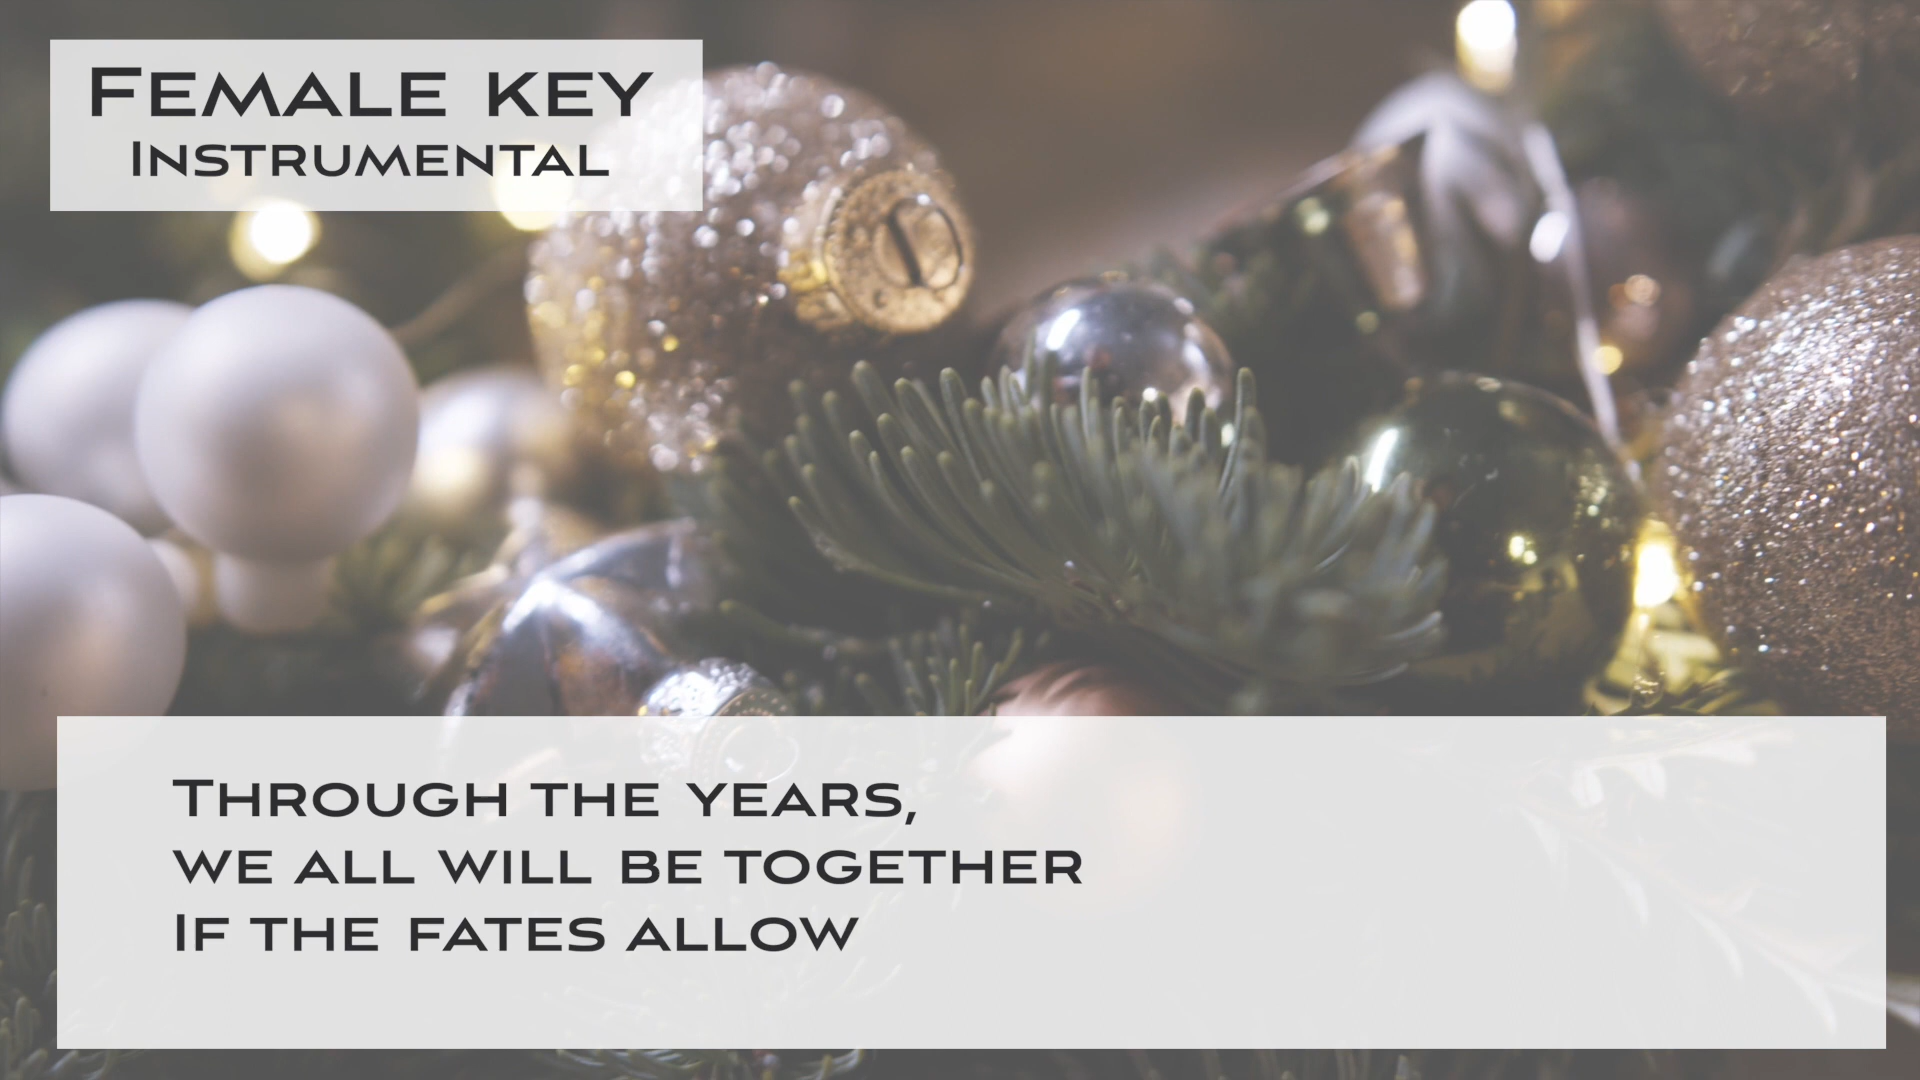 Female key
Instrumental
Through the years,
we all will be together
If the fates allow